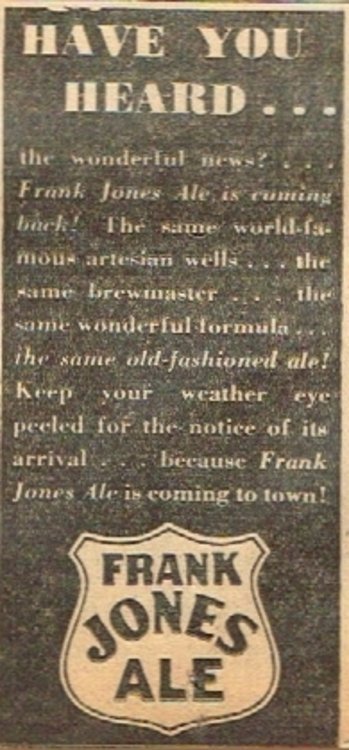 HAVE YOU
HEARD . . .
the wonderful news? . . .
Frank Jones Ale is coming
back! The same world-fa-
mous artesian wells . . . the
same brewmaster . . . the
same wonderful formula . . .
the same old-fashioned ale!
Keep your weather eye
peeled for the notice of its
arrival . . . because Frank
Jones Ale is coming to town!
FRANK
JONES
ALE